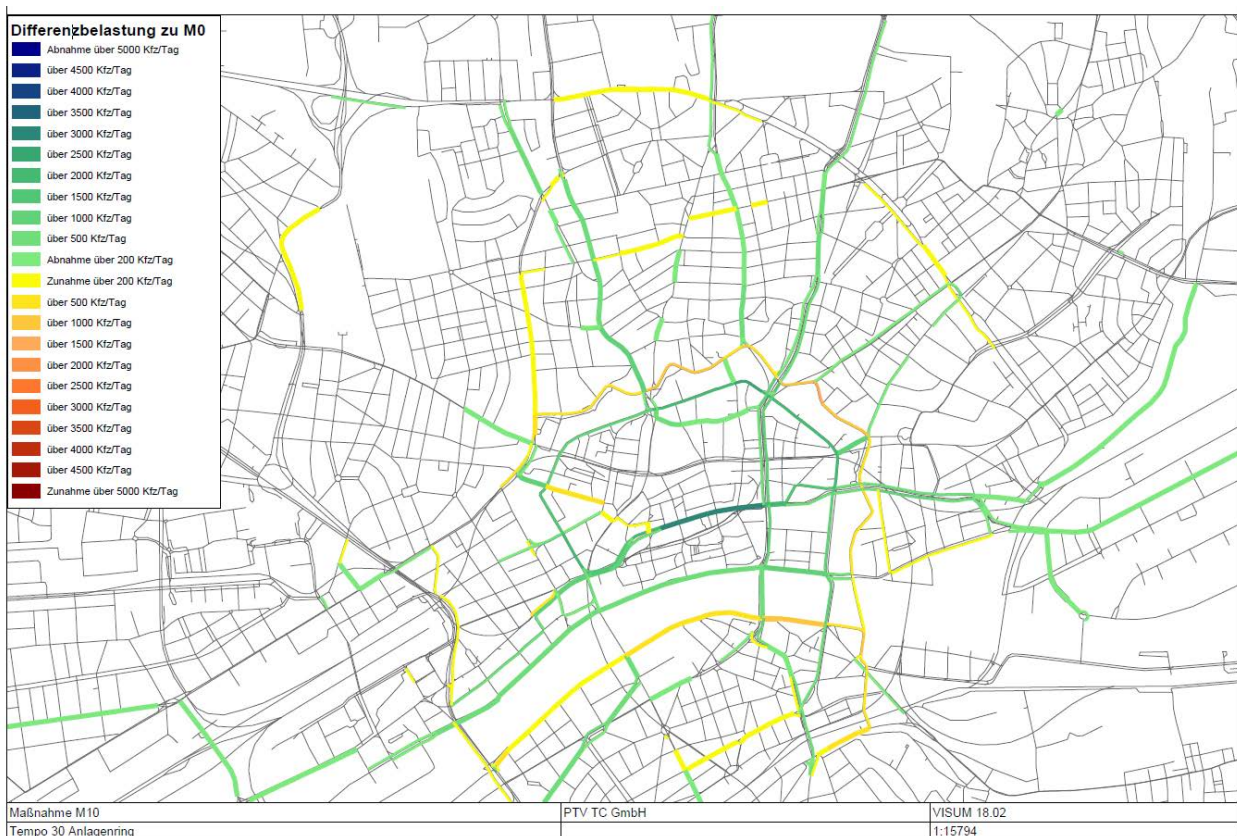 Differenzbelastung zu M0
Abnahme über 5000 Kfz/Tag
über 4500 Kfz/Tag
über 4000 Kfz/Tag
über 3500 Kfz/Tag
über 3000 Kfz/Tag
über 2500 Kfz/Tag
über 2000 Kfz/Tag
über 1500 Kfz/Tag
über 1000 Kfz/Tag
über 500 Kfz/Tag
Abnahme über 200 Kfz/Tag
Zunahme über 200 Kfz/Tag
über 500 Kfz/Tag
über 1000 Kfz/Tag
über 1500 Kfz/Tag
über 2000 Kfz/Tag
über 2500 Kfz/Tag
über 3000 Kfz/Tag
über 3500 Kfz/Tag
über 4000 Kfz/Tag
über 4500 Kfz/Tag
Zunahme über 5000 Kfz/Tag
Maßnahme M10 PTV TC GmbH VISUM 18.02
Tempo 30 Anlagenring 1:15794